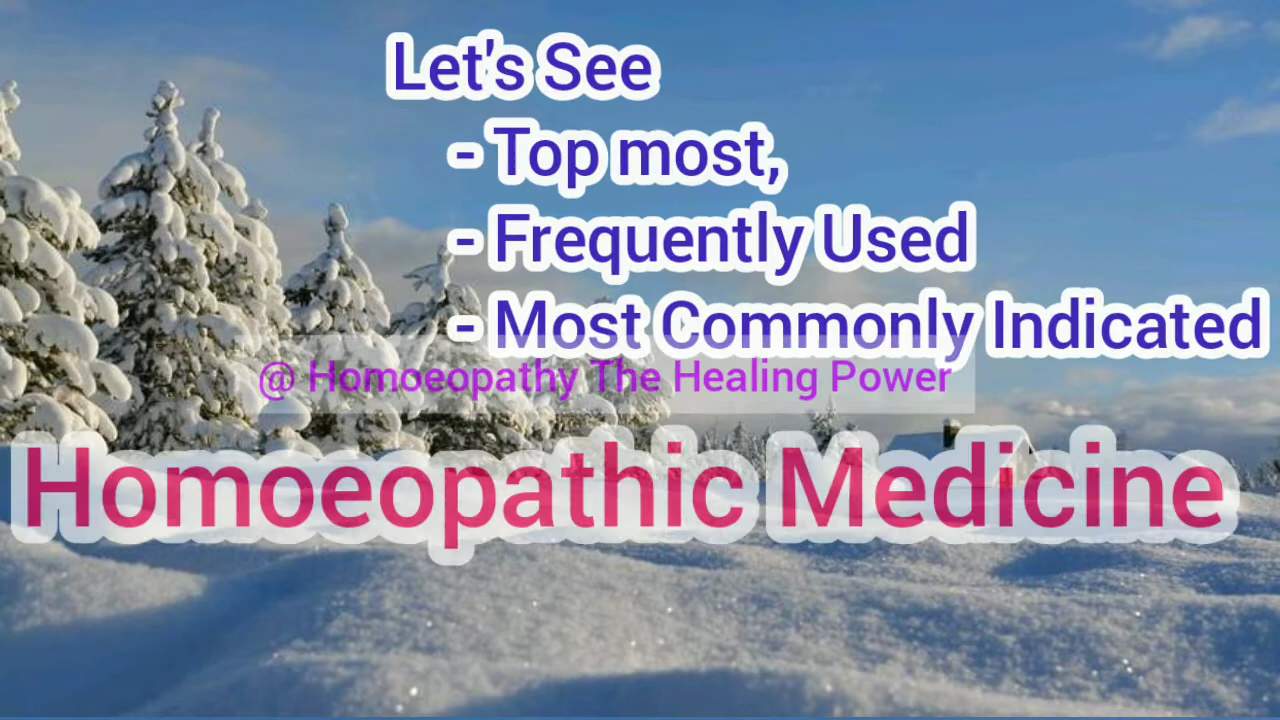 Let's See
- Top most,
- Frequently Used
- Most Commonly Indicated
@ Homoeopathy The Healing Power
Homoeopathic Medicine